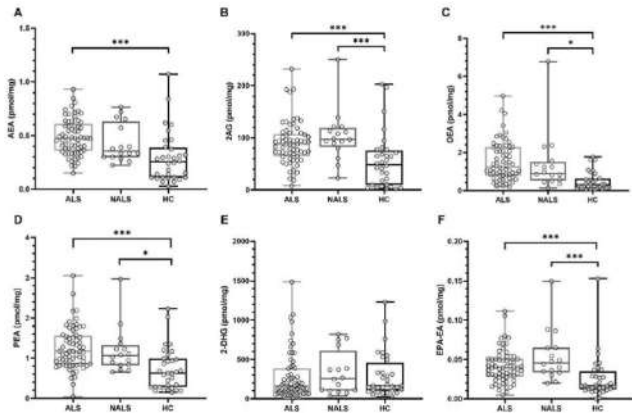 A
B
C
AEA (pmol/mg)
1.5
1.0
0.5
0.0
***
ALS
NALS
HC
2AG (pmol/mg)
300
200
100
0
***
***
ALS
NALS
HC
OEA (pmol/mg)
8
6
4
2
0
***
*
ALS
NALS
HC
D
E
F
PEA (pmol/mg)
4
3
2
1
0
***
*
ALS
NALS
HC
2-DHG (pmol/mg)
2000
1500
1000
500
0
ALS
NALS
HC
EPA-EA (pmol/mg)
0.20
0.15
0.10
0.05
0.00
***
***
ALS
NALS
HC